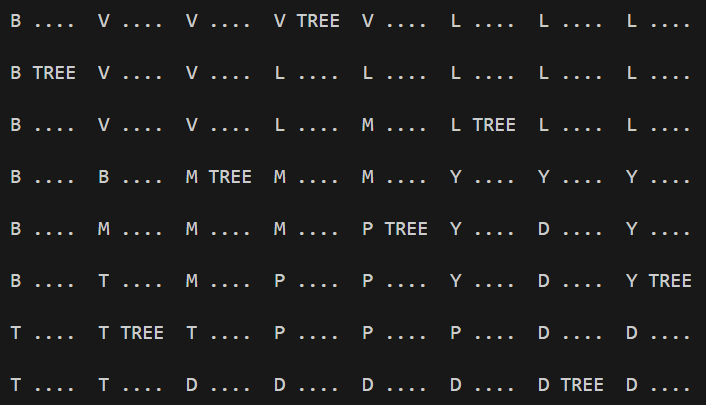 B ....  V ....  V ....  V TREE  V ....  L ....  L ....  L ....
B TREE  V ....  V ....  L ....  L ....  L ....  L ....  L ....
B ....  V ....  V ....  L ....  M ....  L TREE  L ....  L ....
B ....  B ....  M TREE  M ....  M ....  Y ....  Y ....  Y ....
B ....  M ....  M ....  M ....  P TREE  Y ....  D ....  Y ....
B ....  T ....  M ....  P ....  P ....  Y ....  D ....  Y TREE
T ....  T TREE  T ....  P ....  P ....  P ....  D ....  D ....
T ....  T ....  D ....  D ....  D ....  D ....  D TREE  D ....